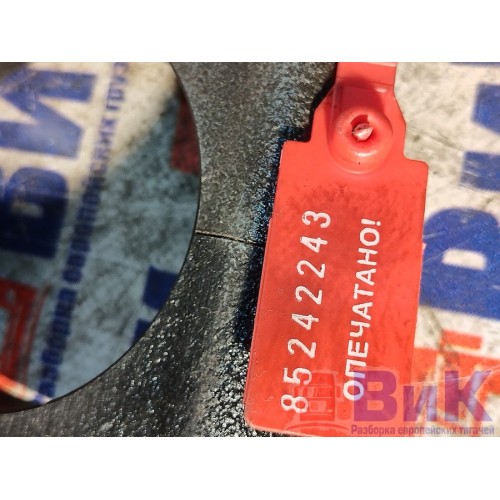 85242243
ОПЕЧАТАНО!
ВиК
Разборка европейских тягачей